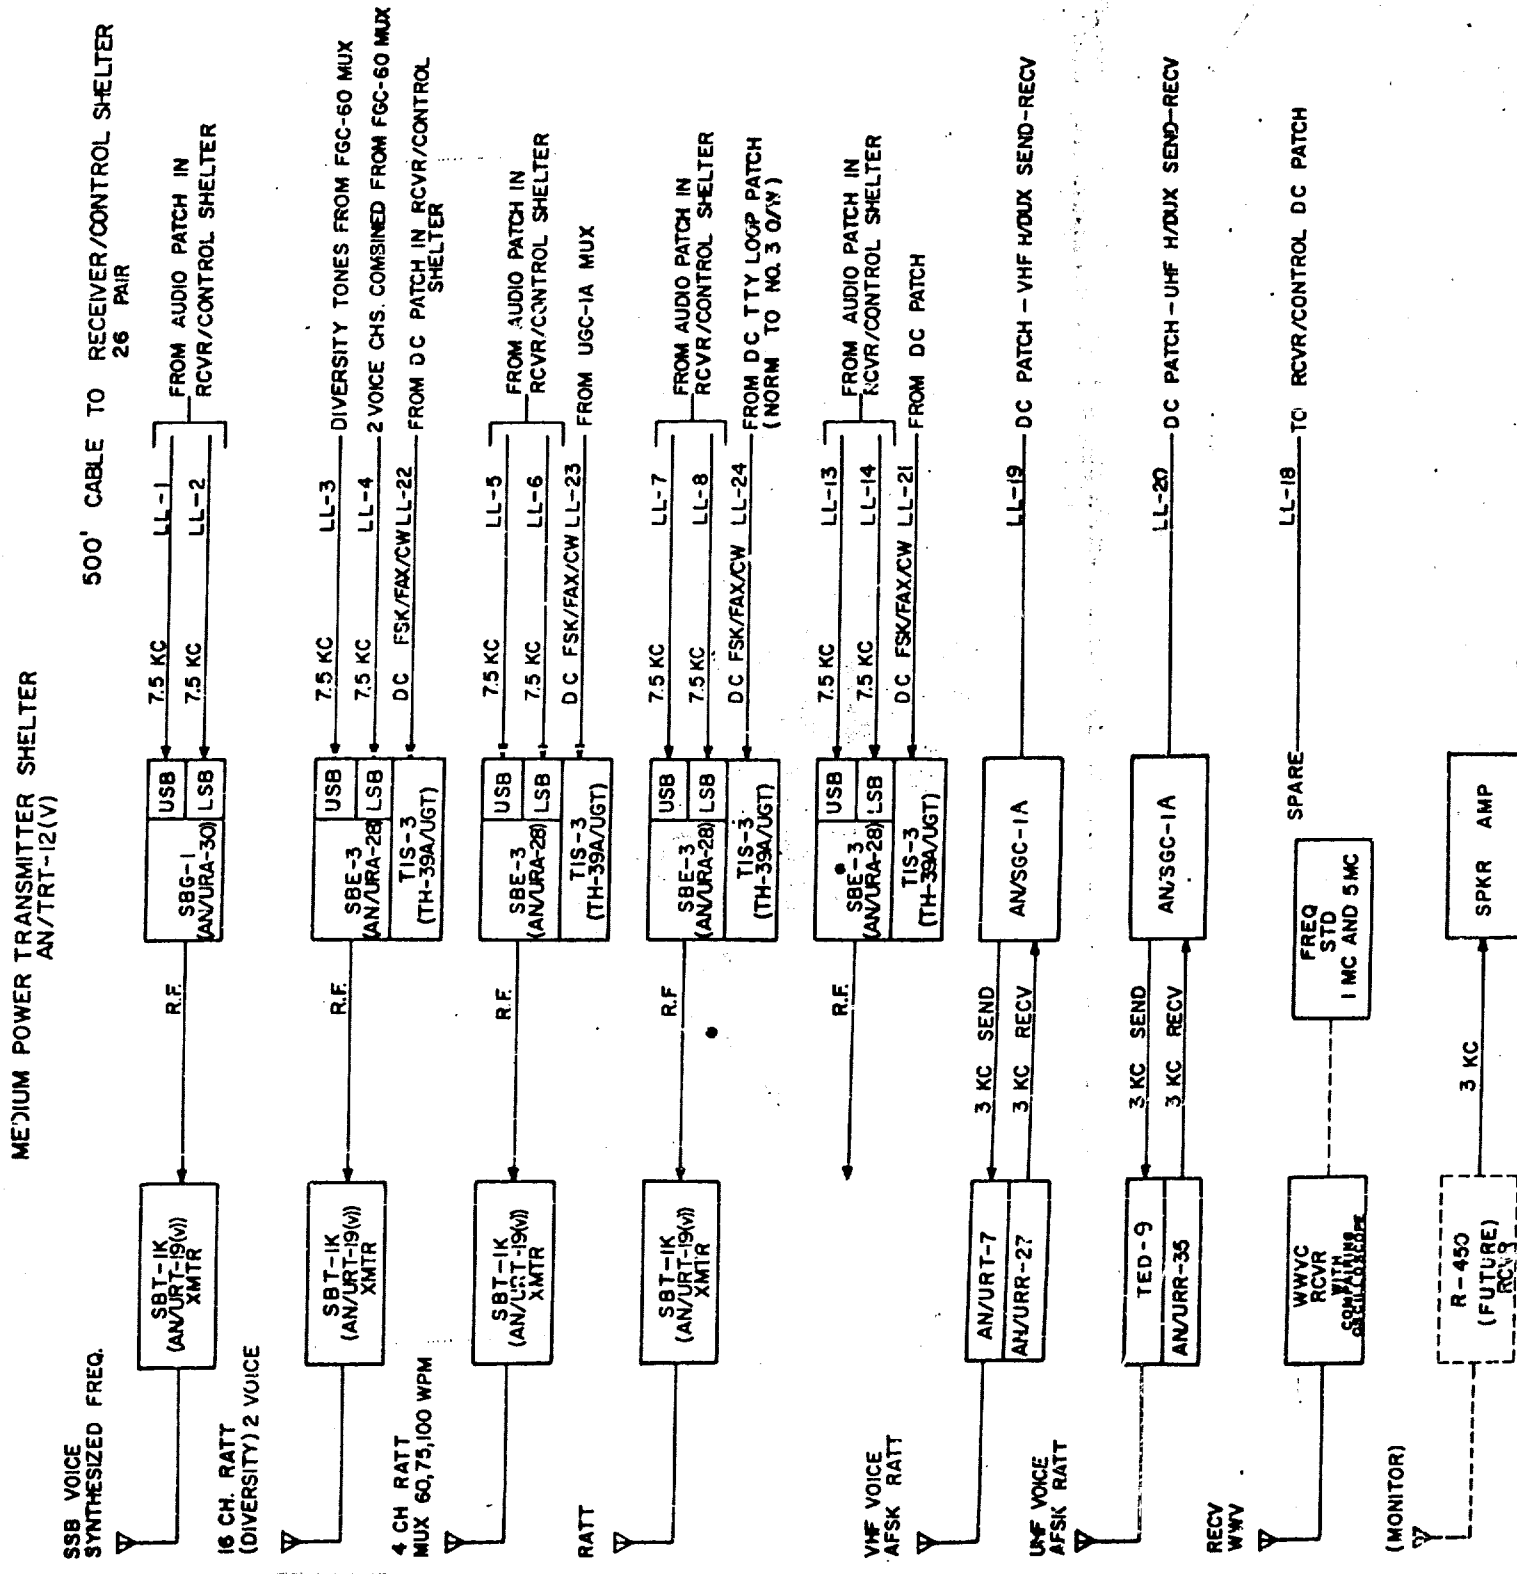 MEDIUM POWER TRANSMITTER SHELTER
AN/TRT-12(V)
500' CABLE TO RECEIVER/CONTROL SHELTER
26 PAIR
SSB VOICE
SYNTHESIZED FREQ.
SBT-1K
(AN/URT-19(V))
XMTR
R.F.
SBG-1
(AN/URA-30)
USB
LSB
7.5 KC
LL-1
7.5 KC
LL-2
FROM AUDIO PATCH IN
RCVR/CONTROL SHELTER
16 CH. RATT
(DIVERSITY) 2 VOICE
SBT-1K
(AN/URT-19(V))
XMTR
R.F.
SBE-3
(AN/URA-28)
USB
LSB
TIS-3
(TH-39A/UGT)
7.5 KC
LL-3
DIVERSITY TONES FROM FGC-60 MUX
7.5 KC
LL-4
2 VOICE CHS. COMBINED FROM FGC-60 MUX
DC FSK/FAX/CW LL-22
FROM DC PATCH IN RCVR/CONTROL
SHELTER
4 CH RATT
MUX 60,75,100 WPM
SBT-1K
(AN/URT-19(V))
XMTR
R.F.
SBE-3
(AN/URA-28)
USB
LSB
TIS-3
(TH-39A/UGT)
7.5 KC
LL-5
7.5 KC
LL-6
FROM AUDIO PATCH IN
RCVR/CONTROL SHELTER
DC FSK/FAX/CW LL-23
FROM UGC-1A MUX
RATT
SBT-1K
(AN/URT-19(V))
XMTR
R.F
SBE-3
(AN/URA-28)
USB
LSB
TIS-3
(TH-39A/UGT)
7.5 KC
LL-7
7.5 KC
LL-8
FROM AUDIO PATCH IN
RCVR/CONTROL SHELTER
DC FSK/FAX/CW LL-24
FROM DC TTY LOOP PATCH
(NORM TO NO. 3 O/W)
R.F.
SBE-3
(AN/URA-28)
USB
LSB
TIS-3
(TH-39A/UGT)
7.5 KC
LL-13
7.5 KC
LL-14
FROM AUDIO PATCH IN
RCVR/CONTROL SHELTER
DC FSK/FAX/CW LL-21
FROM DC PATCH
VHF VOICE
AFSK RATT
AN/URT-7
AN/URR-27
3 KC SEND
3 KC RECV
AN/SGC-1A
LL-19
DC PATCH-VHF H/DUX SEND-RECV
UHF VOICE
AFSK RATT
TED-9
AN/URR-35
3 KC SEND
3 KC RECV
AN/SGC-1A
LL-20
DC PATCH-UHF H/DUX SEND-RECV
RECV
WWV
WWVC
RCVR
WITH
COMPARING
OSCILLOSCOPE
FREQ
STD
1 MC AND 5 MC
SPARE
LL-18
TO RCVR/CONTROL DC PATCH
(MONITOR)
R-450
(FUTURE)
RCVR
3 KC
SPKR AMP